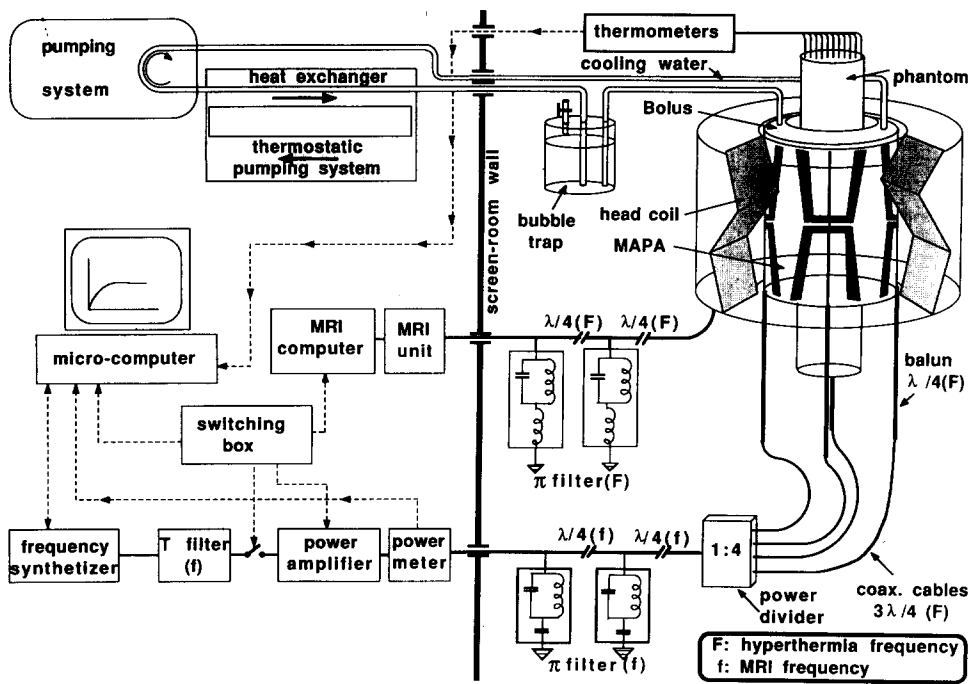 pumping
system
heat exchanger
thermostatic
pumping system
screen-room wall
thermometers
cooling water
phantom
Bolus
bubble
trap
head coil
MAPA
micro-computer
MRI
computer
MRI
unit
λ/4(F)
λ/4(F)
balun
λ /4(F)
switching
box
π filter(F)
frequency
synthetizer
T filter
(f)
power
amplifier
power
meter
λ/4(f)
λ/4(f)
1:4
power
divider
coax. cables
3λ/4 (F)
π filter(f)
F: hyperthermia frequency
f: MRI frequency